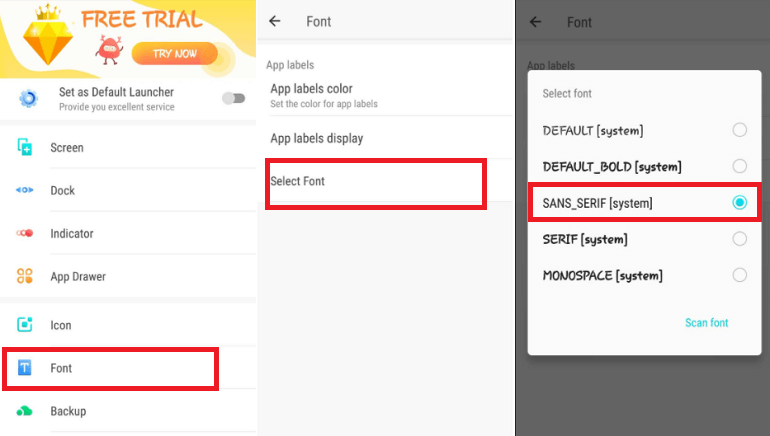 FREE TRIAL
TRY NOW
Set as Default Launcher
Provide you excellent service
Screen
Dock
Indicator
App Drawer
Icon
Font
Backup
Font
App labels
App labels color
Set the color for app labels
App labels display
Select Font
Font
App labels
Select font
DEFAULT [system]
DEFAULT_BOLD [system]
SANS_SERIF [system]
SERIF [system]
MONOSPACE [system]
Scan font